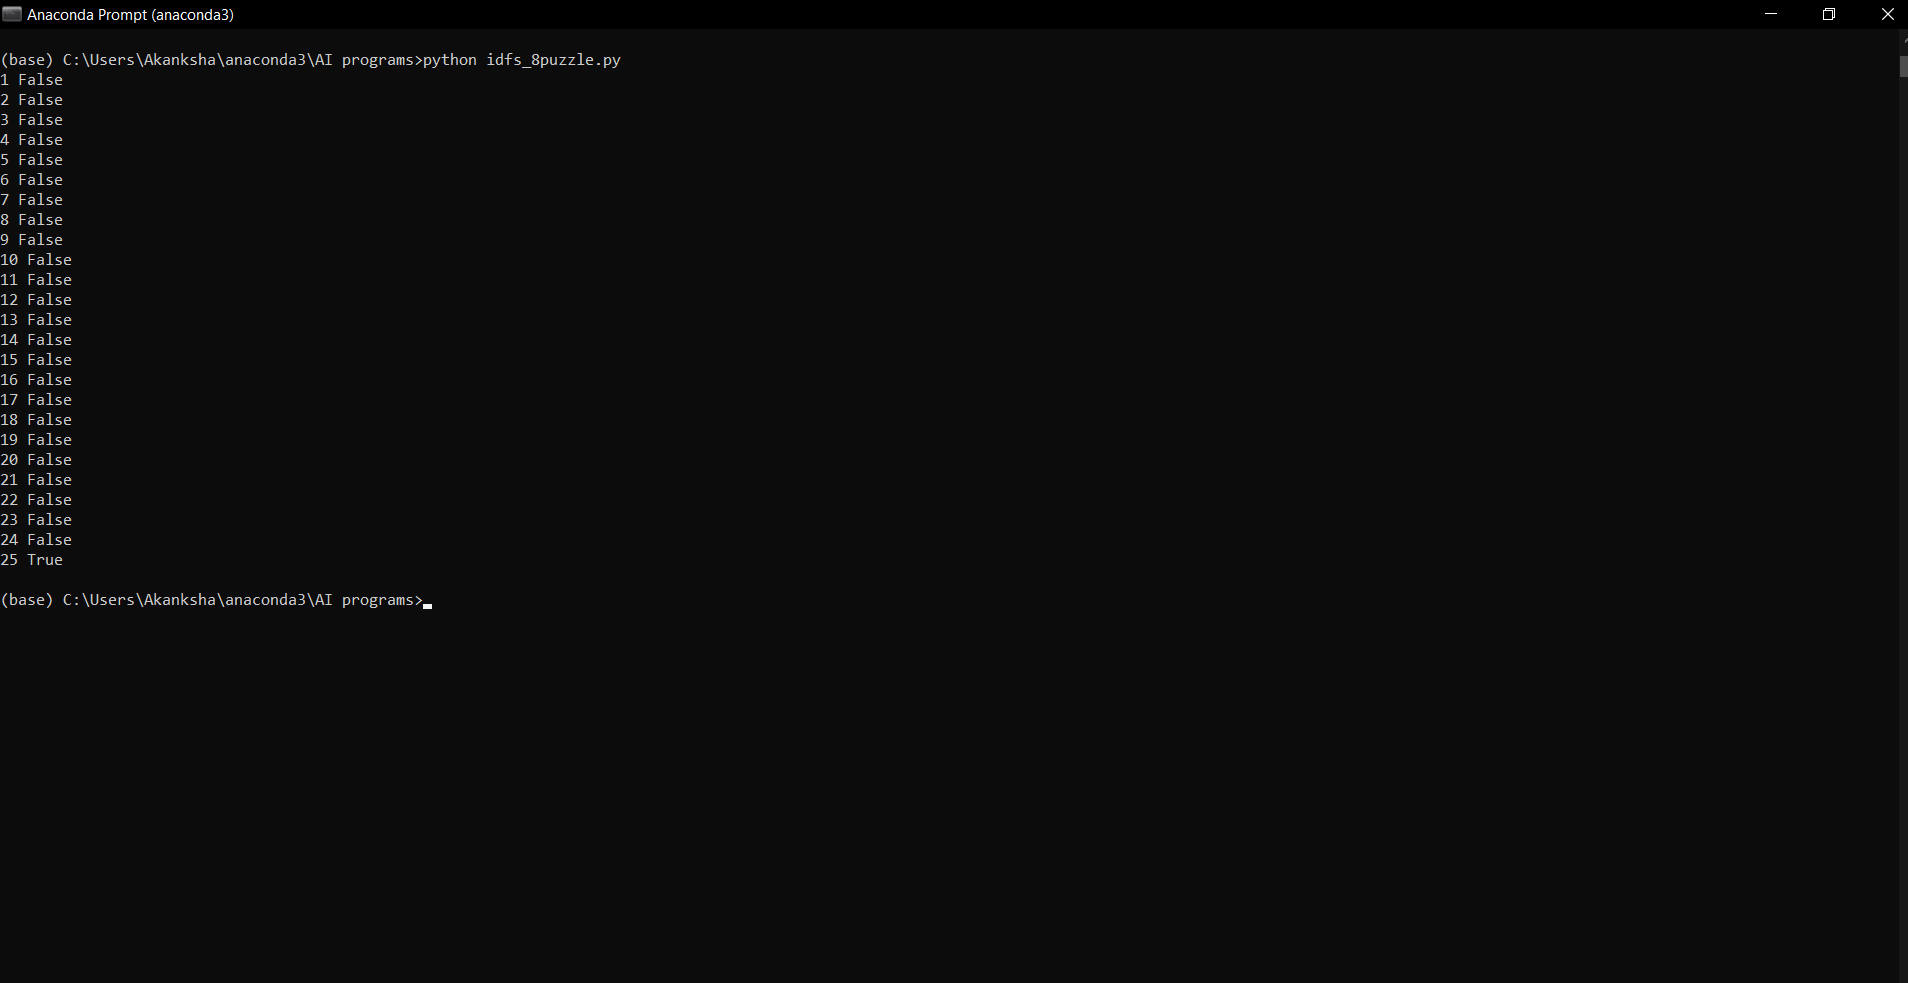 Anaconda Prompt (anaconda3)
(base) C:\Users\Akanksha\anaconda3\AI programs>python idfs_8puzzle.py
1 False
2 False
3 False
4 False
5 False
6 False
7 False
8 False
9 False
10 False
11 False
12 False
13 False
14 False
15 False
16 False
17 False
18 False
19 False
20 False
21 False
22 False
23 False
24 False
25 True
(base) C:\Users\Akanksha\anaconda3\AI programs>